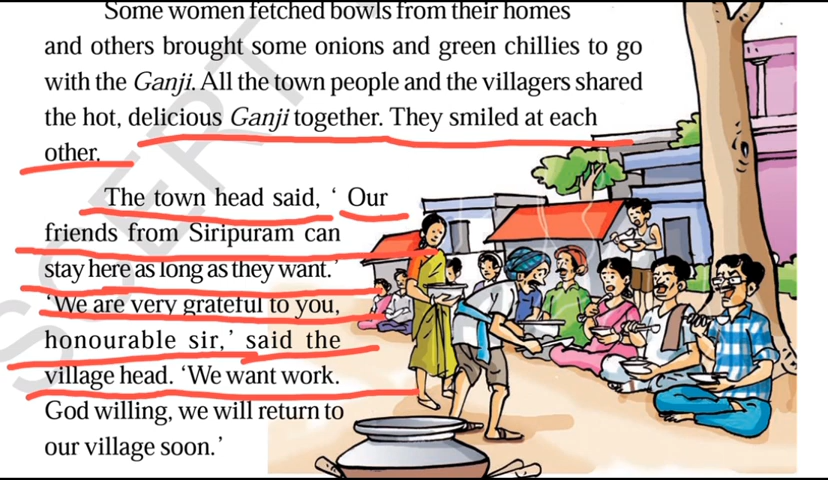 Some women fetched bowls from their homes
and others brought some onions and green chillies to go
with the Ganji. All the town people and the villagers shared
the hot, delicious Ganji together. They smiled at each
other.
The town head said, ‘ Our
friends from Siripuram can
stay here as long as they want.’
‘We are very grateful to you,
honourable sir,’ said the
village head. ‘We want work.
God willing, we will return to
our village soon.’
SCERT